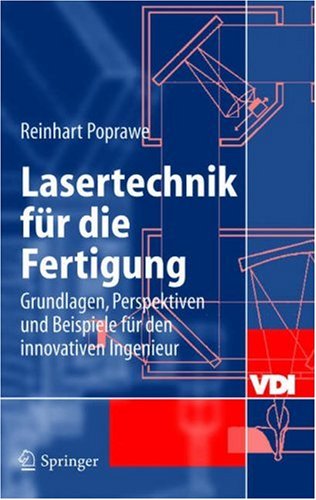 Reinhart Poprawe
Lasertechnik
für die
Fertigung
Grundlagen, Perspektiven
und Beispiele für den
innovativen Ingenieur
VDI
Springer